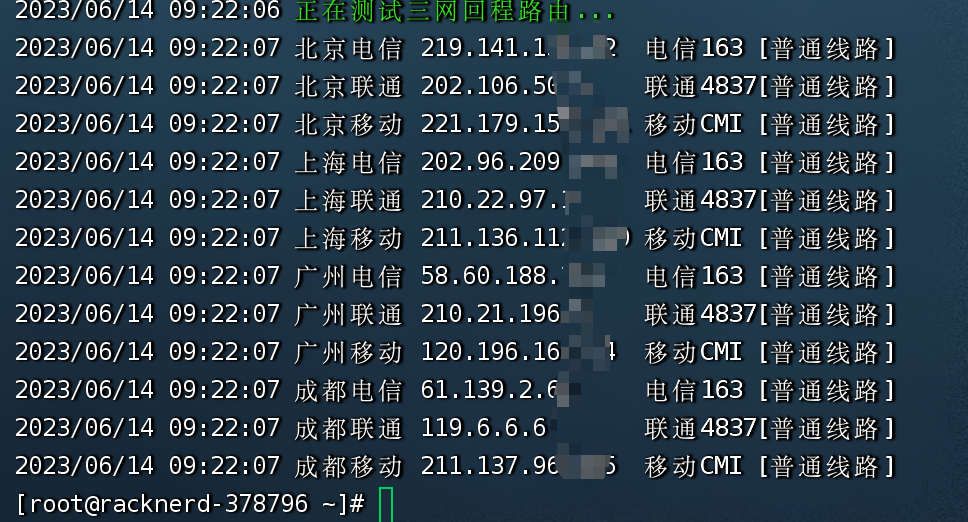 2023/06/14 09:22:06 正在测试三网回程路由...
2023/06/14 09:22:07 北京电信 219.141.1 2 电信163 [普通线路]
2023/06/14 09:22:07 北京联通 202.106.50 联通4837[普通线路]
2023/06/14 09:22:07 北京移动 221.179.15 移动CMI [普通线路]
2023/06/14 09:22:07 上海电信 202.96.209 电信163 [普通线路]
2023/06/14 09:22:07 上海联通 210.22.97. 联通4837[普通线路]
2023/06/14 09:22:07 上海移动 211.136.112 0 移动CMI [普通线路]
2023/06/14 09:22:07 广州电信 58.60.188. 电信163 [普通线路]
2023/06/14 09:22:07 广州联通 210.21.196 联通4837[普通线路]
2023/06/14 09:22:07 广州移动 120.196.16 4 移动CMI [普通线路]
2023/06/14 09:22:07 成都电信 61.139.2.6 电信163 [普通线路]
2023/06/14 09:22:07 成都联通 119.6.6.6 联通4837[普通线路]
2023/06/14 09:22:07 成都移动 211.137.96 5 移动CMI [普通线路]
[root@racknerd-378796 ~]#